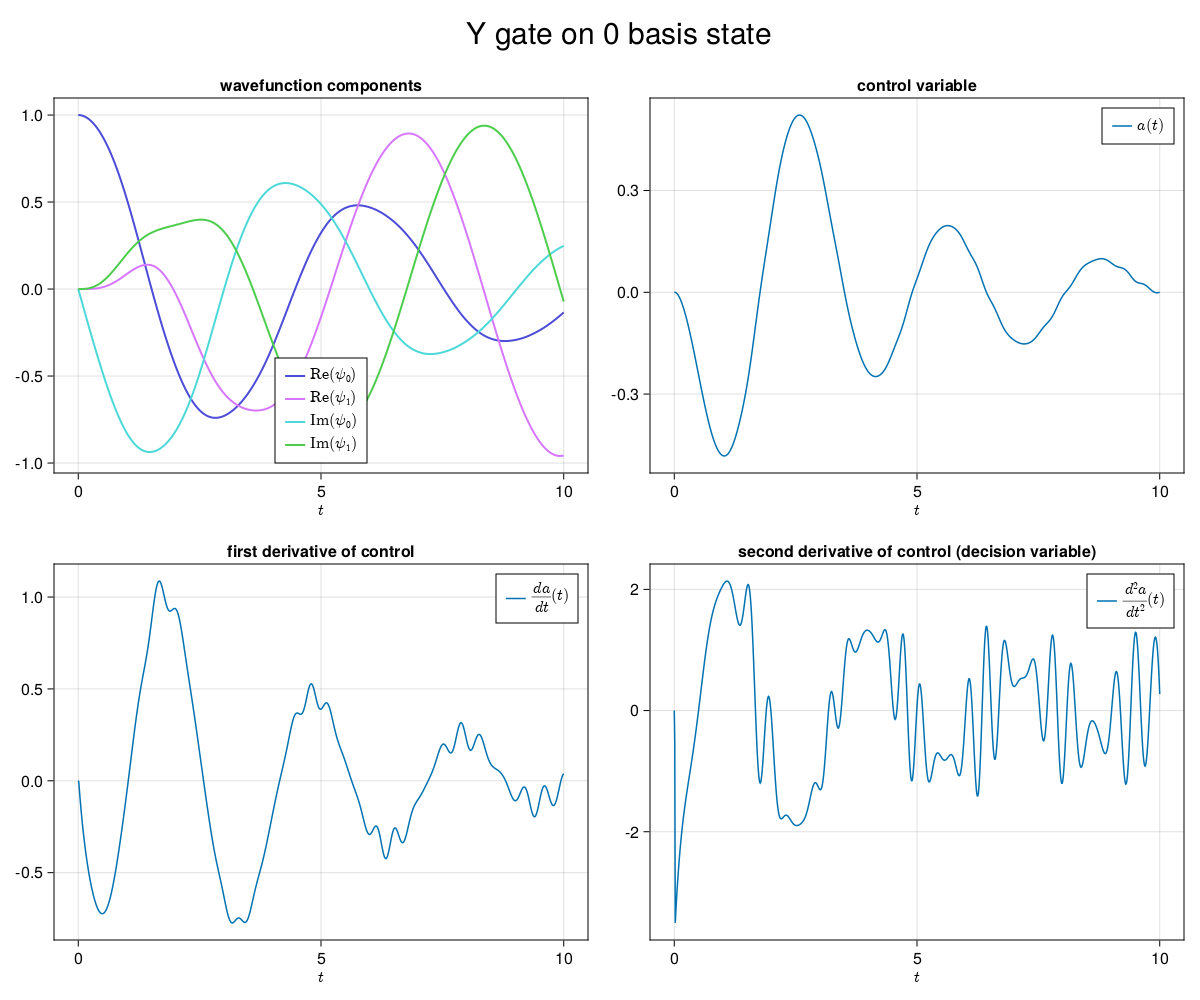 Y gate on 0 basis state
wavefunction components
1.0
0.5
0.0
-0.5
-1.0
Re(ψ₀)
Re(ψ₁)
Im(ψ₀)
Im(ψ₁)
0 5 10
t
control variable
0.3
0.0
-0.3
a(t)
0 5 10
t
first derivative of control
1.0
0.5
0.0
-0.5
da/dt(t)
0 5 10
t
second derivative of control (decision variable)
2
0
-2
d²a/dt²(t)
0 5 10
t